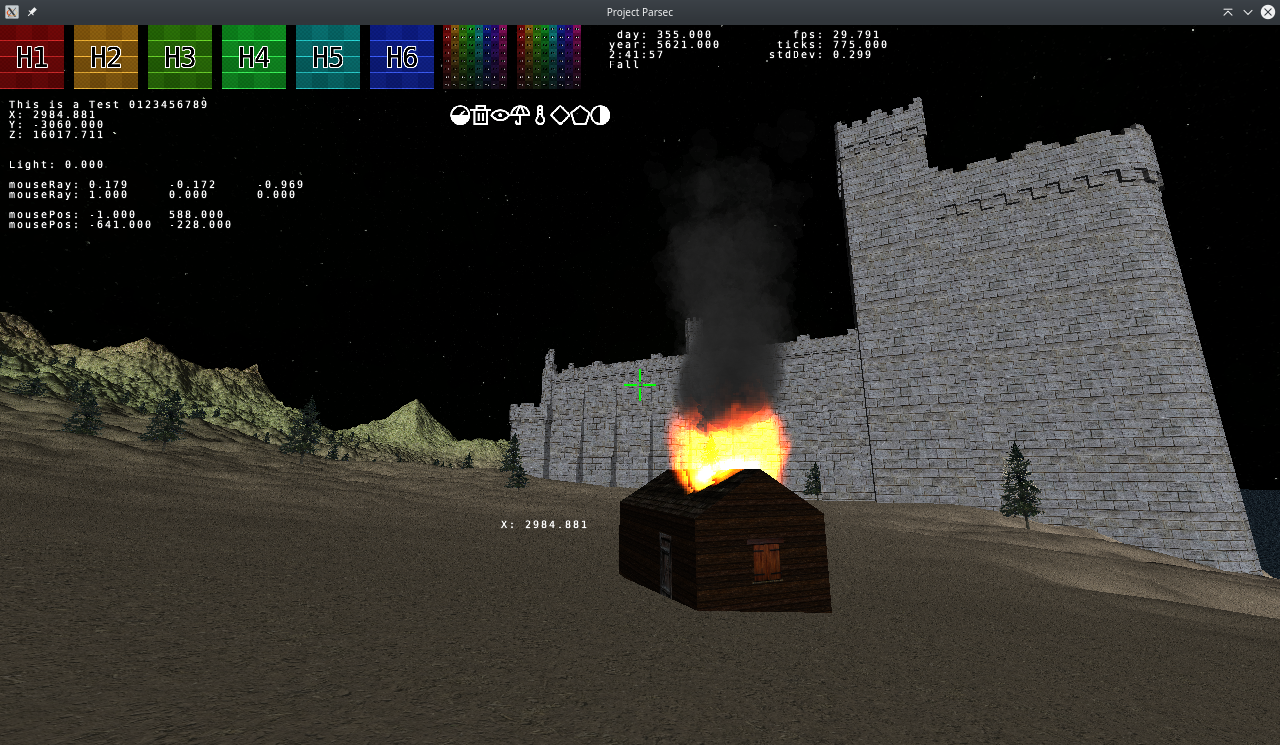 Project Parsec
H1 H2 H3 H4 H5 H6
day: 355.000 fps: 29.791
year: 5621.000 ticks: 775.000
2:41:57 stdDev: 0.299
Fall
This is a Test 0123456789
X: 2984.881
Y: -3060.000
Z: 16017.711
Light: 0.000
mouseRay: 0.179 -0.172 -0.969
mouseRay: 1.000 0.000 0.000
mousePos: -1.000 588.000
mousePos: -641.000 -228.000
X: 2984.881